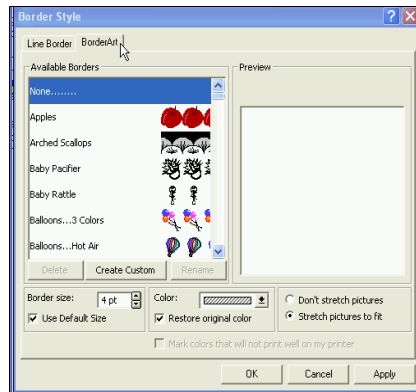 Border Style
Line Border BorderArt
Available Borders
None........
Apples
Arched Scallops
Baby Pacifier
Baby Rattle
Balloons...3 Colors
Balloons...Hot Air
Delete Create Custom Rename
Preview
Border size: 4 pt
Use Default Size
Color:
Restore original color
Don't stretch pictures
Stretch pictures to fit
Mark colors that will not print well on my printer
OK Cancel Apply